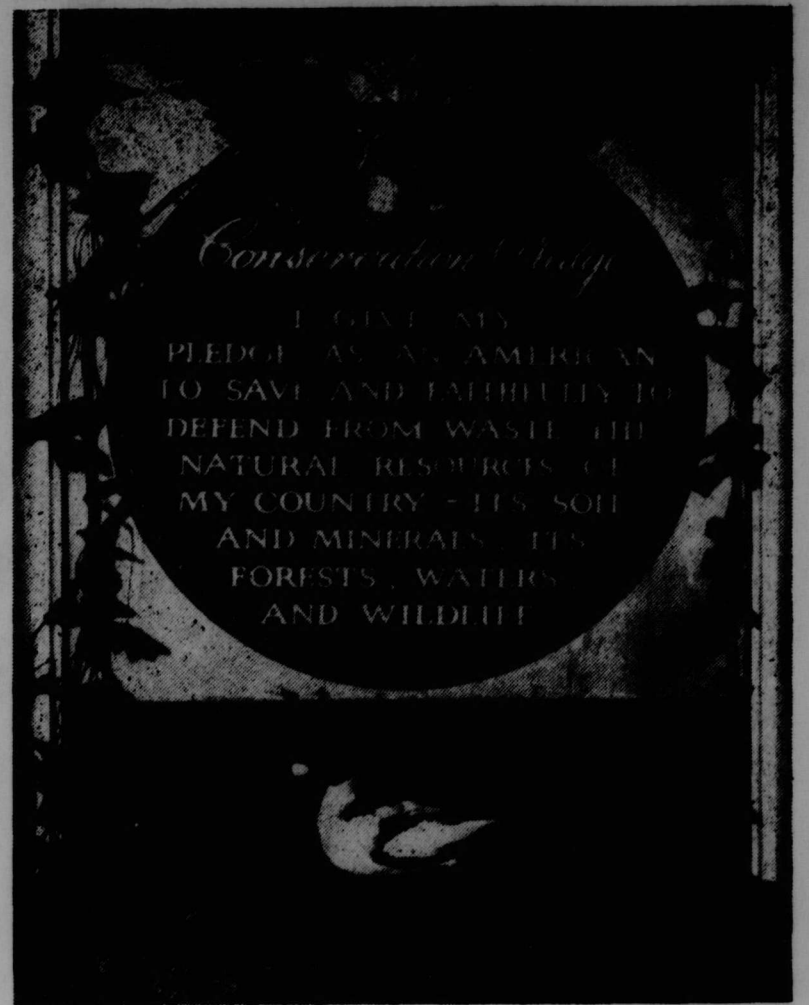 Conservation Pledge
I GIVE MY
PLEDGE AS AN AMERICAN
TO SAVE AND FAITHFULLY TO
DEFEND FROM WASTE THE
NATURAL RESOURCES OF
MY COUNTRY - ITS SOIL
AND MINERALS, ITS
FORESTS, WATERS
AND WILDLIFE